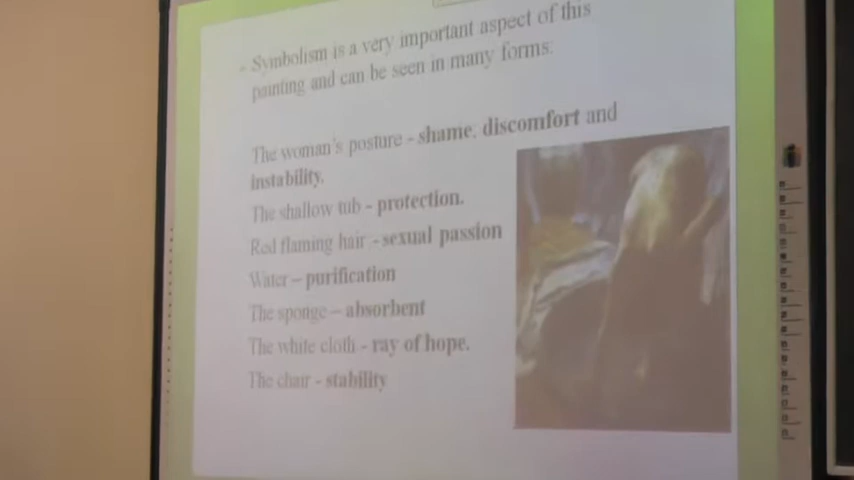 - Symbolism is a very important aspect of this
painting and can be seen in many forms:
The woman's posture - shame, discomfort and
instability.
The shallow tub - protection.
Red flaming hair - sexual passion
Water – purification
The sponge – absorbent
The white cloth - ray of hope.
The chair - stability